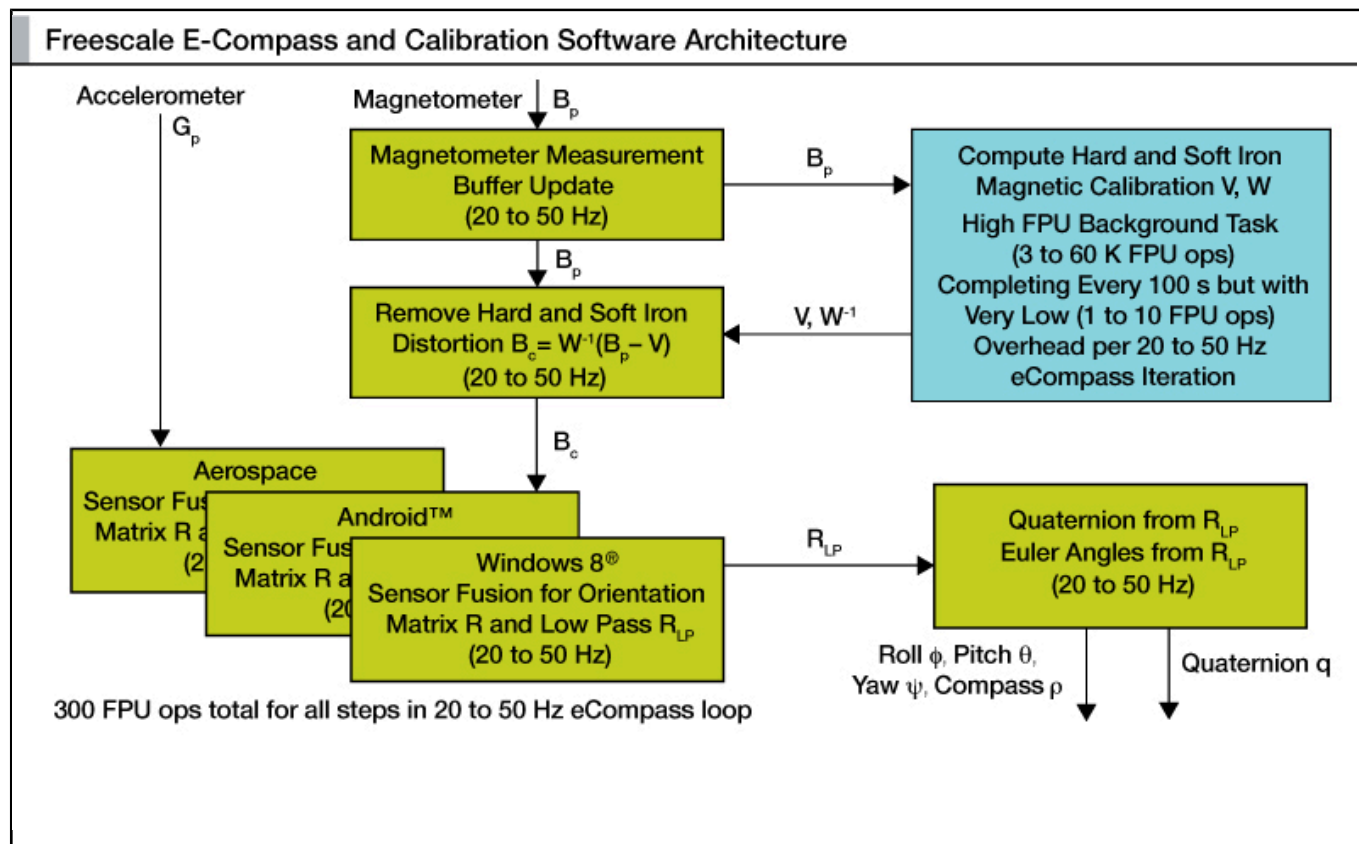 Freescale E-Compass and Calibration Software Architecture
Accelerometer
Gₚ
Magnetometer
Bₚ
Magnetometer Measurement
Buffer Update
(20 to 50 Hz)
Bₚ
Compute Hard and Soft Iron
Magnetic Calibration V, W
High FPU Background Task
(3 to 60 K FPU ops)
Completing Every 100 s but with
Very Low (1 to 10 FPU ops)
Overhead per 20 to 50 Hz
eCompass Iteration
Bₚ
Remove Hard and Soft Iron
Distortion B_c = W⁻¹(Bₚ – V)
(20 to 50 Hz)
V, W⁻¹
B_c
Aerospace
Sensor Fus
Matrix R a
(2
Android™
Sensor Fus
Matrix R a
(20
Windows 8®
Sensor Fusion for Orientation
Matrix R and Low Pass R_LP
(20 to 50 Hz)
R_LP
Quaternion from R_LP
Euler Angles from R_LP
(20 to 50 Hz)
Roll ϕ, Pitch θ,
Yaw ψ, Compass ρ
Quaternion q
300 FPU ops total for all steps in 20 to 50 Hz eCompass loop